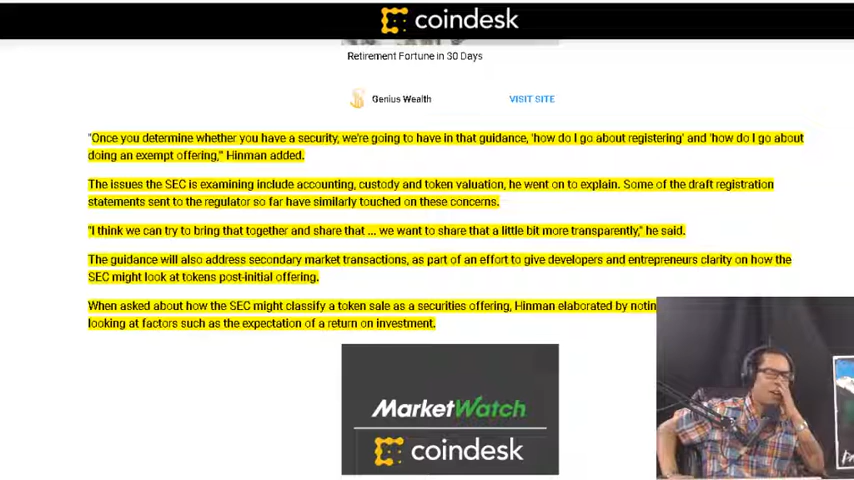 coindesk
Retirement Fortune in 30 Days
Genius Wealth
VISIT SITE
"Once you determine whether you have a security, we're going to have in that guidance, 'how do I go about registering' and 'how do I go about
doing an exempt offering,'" Hinman added.
The issues the SEC is examining include accounting, custody and token valuation, he went on to explain. Some of the draft registration
statements sent to the regulator so far have similarly touched on these concerns.
"I think we can try to bring that together and share that ... we want to share that a little bit more transparently," he said.
The guidance will also address secondary market transactions, as part of an effort to give developers and entrepreneurs clarity on how the
SEC might look at tokens post-initial offering.
When asked about how the SEC might classify a token sale as a securities offering, Hinman elaborated by notin
looking at factors such as the expectation of a return on investment.
MarketWatch
coindesk